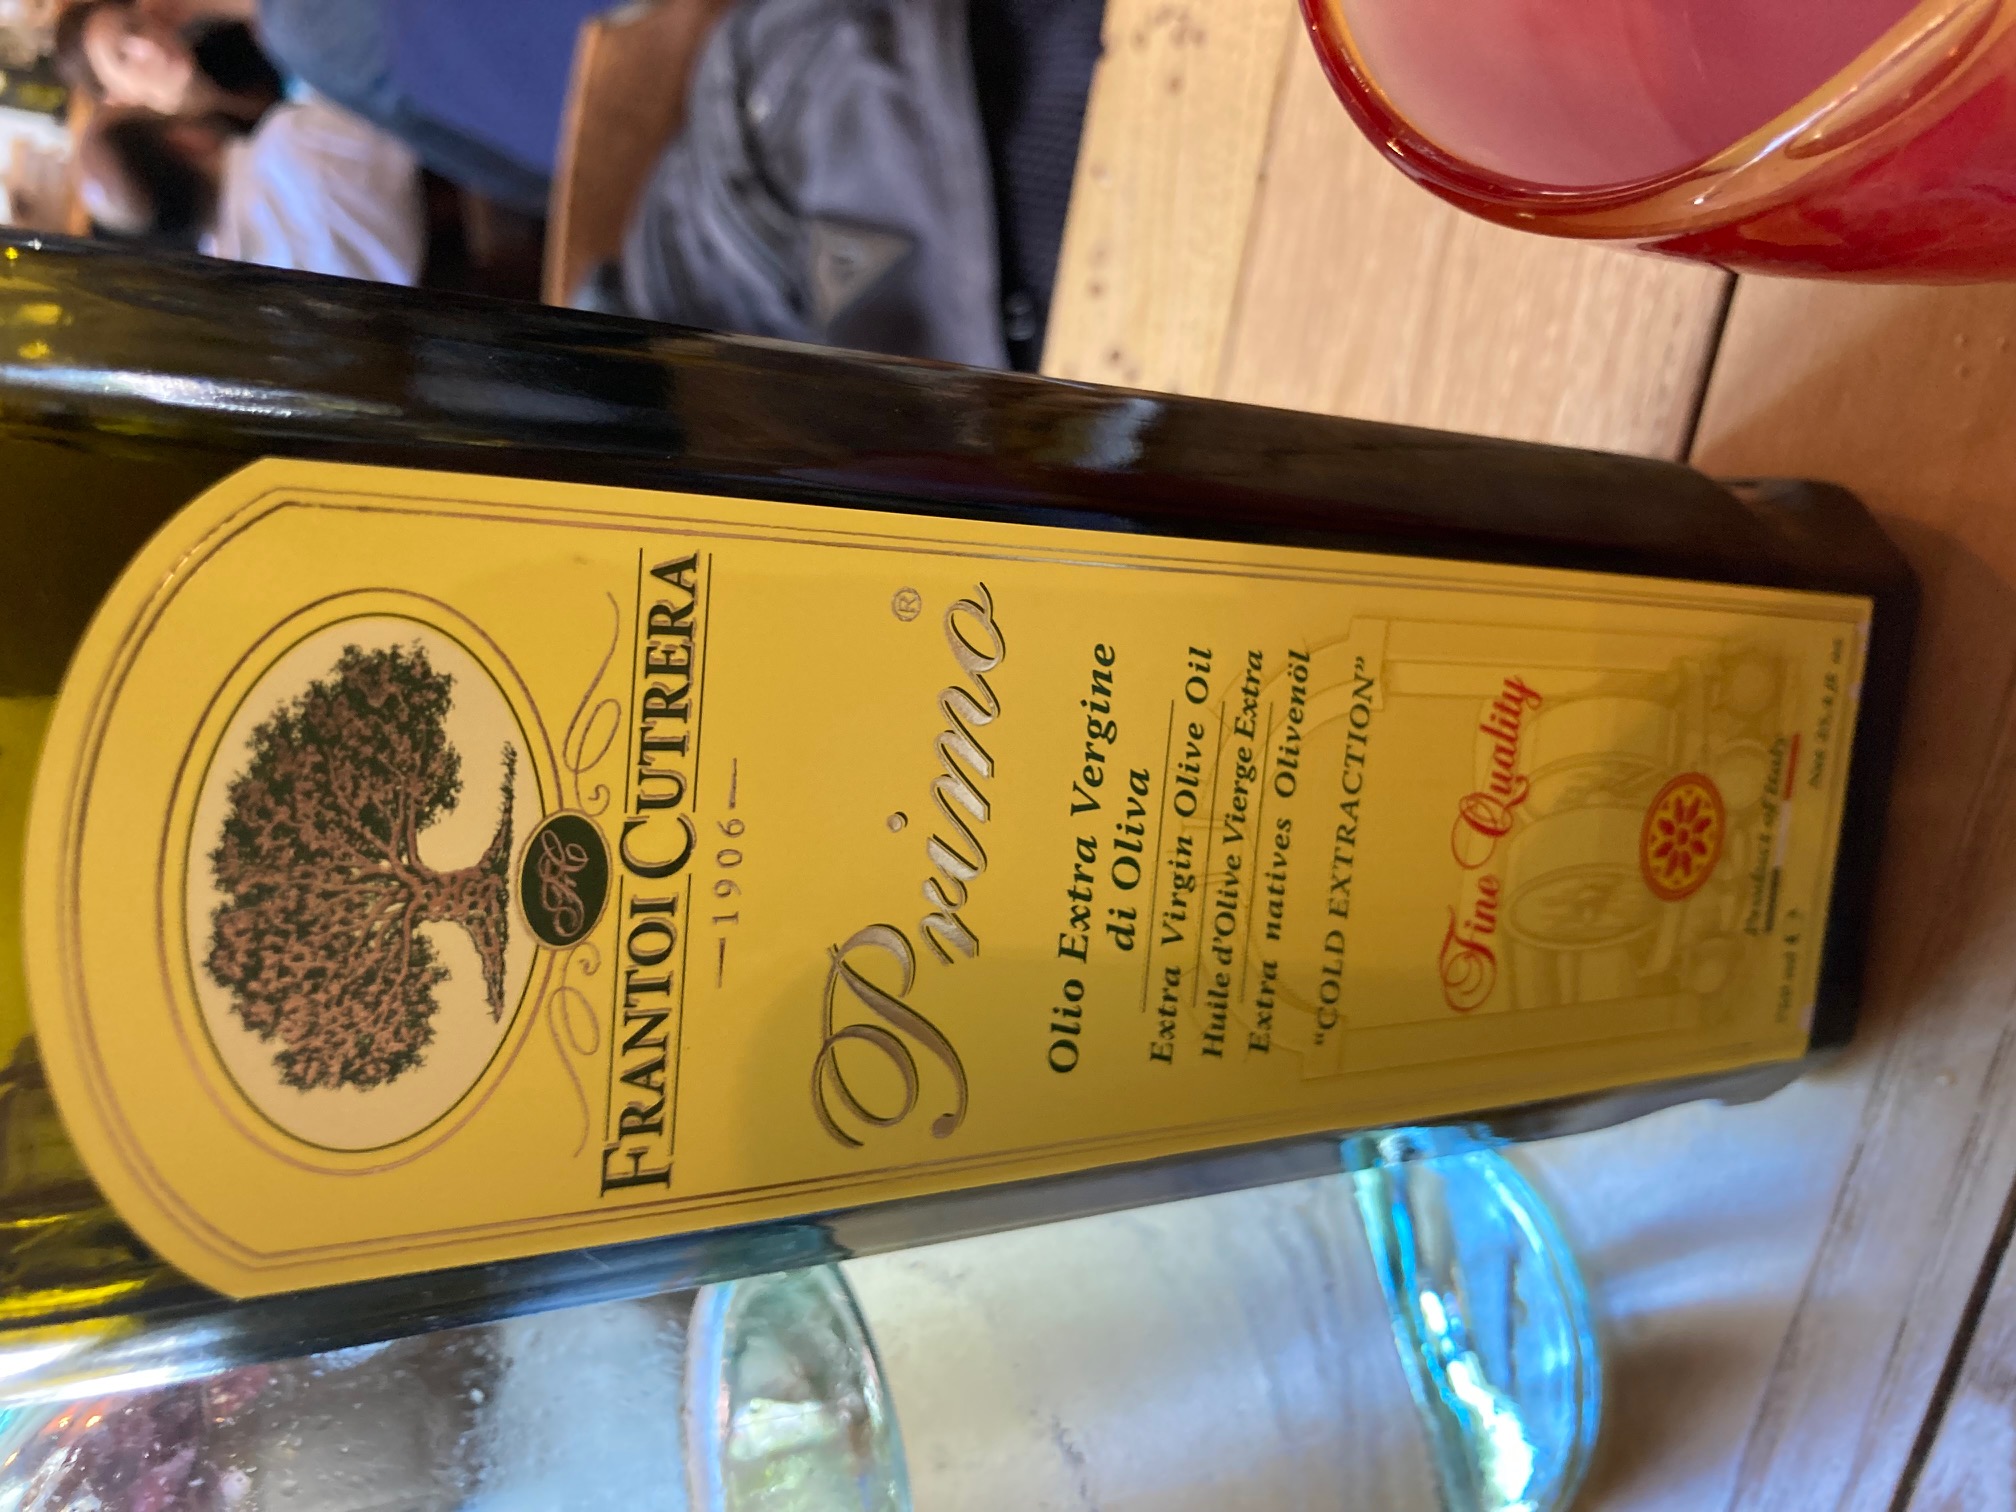 FRANTOI CUTRERA
—1906—
Primo®
Olio Extra Vergine
di Oliva
Extra Virgin Olive Oil
Huile d'Olive Vierge Extra
Extra natives Olivenöl
"COLD EXTRACTION"
Fine Quality
Product of Italy